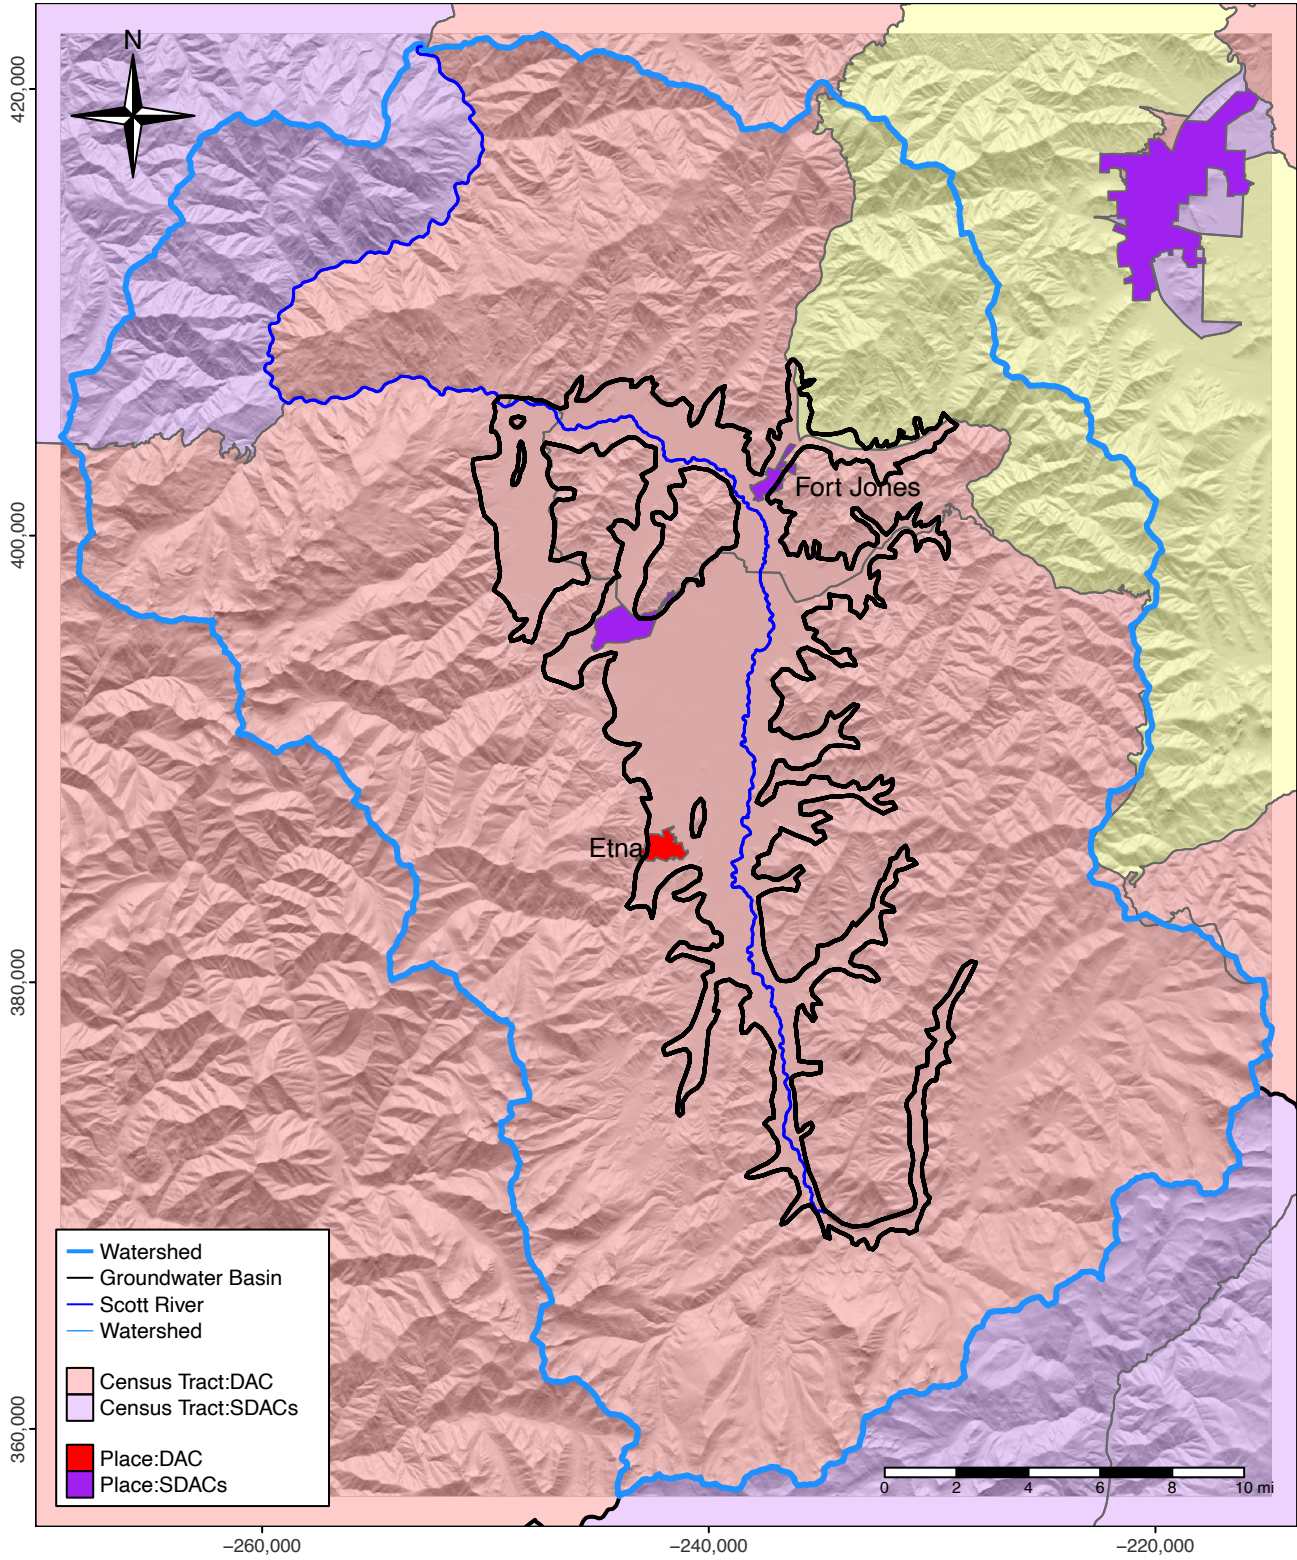 N
420,000
400,000
380,000
360,000
Fort Jones
Etna
Watershed
Groundwater Basin
Scott River
Watershed
Census Tract:DAC
Census Tract:SDACs
Place:DAC
Place:SDACs
0 2 4 6 8 10 mi
−260,000 −240,000 −220,000